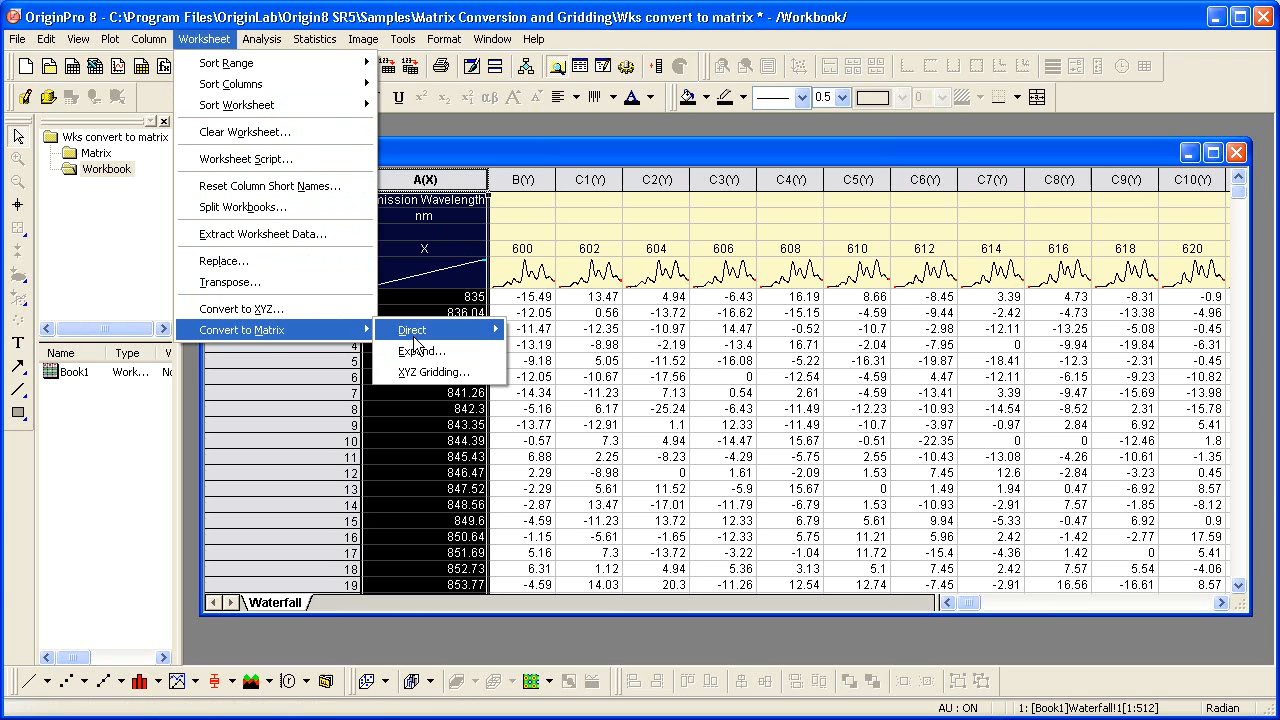 OriginPro 8 - C:\Program Files\OriginLab\Origin8 SR5\Samples\Matrix Conversion and Gridding\Wks convert to matrix * - /Workbook/
File Edit View Plot Column Worksheet Analysis Statistics Image Tools Format Window Help
Sort Range
Sort Columns
Sort Worksheet
Clear Worksheet...
Worksheet Script...
Reset Column Short Names...
Split Workbooks...
Extract Worksheet Data...
Replace...
Transpose...
Convert to XYZ...
Convert to Matrix
Direct
Expand...
XYZ Gridding...
0.5
0
Wks convert to matrix
Matrix
Workbook
Name Type
Book1 Work...
A(X) B(Y) C1(Y) C2(Y) C3(Y) C4(Y) C5(Y) C6(Y) C7(Y) C8(Y) C9(Y) C10(Y)
mission Wavelength
nm
X 600 602 604 606 608 610 612 614 616 618 620
835 -15.49 13.47 4.94 -6.43 16.19 8.66 -8.45 3.39 4.73 -8.31 -0.9
836.04 -12.05 0.56 -13.72 -16.62 -15.15 -9.17 -9.94 -8.72 -7.1 -6.46 -9.02
-11.47 -12.35 -10.97 14.47 -0.52 0.51 -2.98 -12.11 -13.25 -5.08 -9.47
4 -13.19 -8.98 -2.19 -13.4 16.71 -2.04 -7.95 0 -9.94 -19.84 -6.31
5 -9.18 5.05 -11.52 -16.08 -5.22 -16.31 -19.87 -18.41 -12.3 -2.31 -0.45
6 -12.05 -10.67 -17.56 0 -12.54 -4.59 4.47 -12.11 -8.04 -9.23 -10.82
7 841.26 -14.34 -11.23 7.13 0.54 2.61 -4.59 -13.41 3.39 -9.47 -15.69 -13.98
8 842.3 -5.16 6.17 -25.24 -6.43 -11.49 -12.23 -10.93 -14.54 -8.52 2.31 -15.78
9 843.35 -13.77 -12.91 1.1 12.33 -11.49 -10.7 -3.97 -0.97 2.84 6.92 5.41
10 844.39 -0.57 7.3 4.94 -14.47 15.67 -0.51 -22.35 0 0 -12.46 1.8
11 845.43 6.88 2.25 -8.23 -4.29 -5.75 2.55 -10.43 -13.08 -4.26 -10.61 -1.35
12 846.47 2.29 -8.98 0 1.61 -2.09 1.53 7.45 12.6 -2.84 -3.23 0.45
13 847.52 -2.29 5.61 11.52 -5.9 15.67 0 1.49 1.94 0.47 -6.92 8.57
14 848.56 -2.87 13.47 -17.01 -11.79 -6.79 1.53 -10.93 -2.91 7.57 -1.85 -8.12
15 849.6 -4.59 -11.23 13.72 12.33 6.79 5.61 9.94 -5.33 -0.47 6.92 0.9
16 850.64 -1.15 -5.61 -1.65 -12.33 5.75 11.21 5.96 2.42 -1.42 -2.77 17.59
17 851.69 5.16 7.3 -13.72 -3.22 -1.04 11.72 -15.4 -4.36 1.42 0 5.41
18 852.73 6.31 1.12 4.94 5.36 3.13 5.1 7.45 2.42 7.57 5.54 -4.06
19 853.77 -4.59 14.03 20.3 -11.26 12.54 12.74 -7.45 -2.91 16.56 -16.61 8.57
Waterfall
AU : ON 1: [Book1]Waterfall!1[1:512] Radian